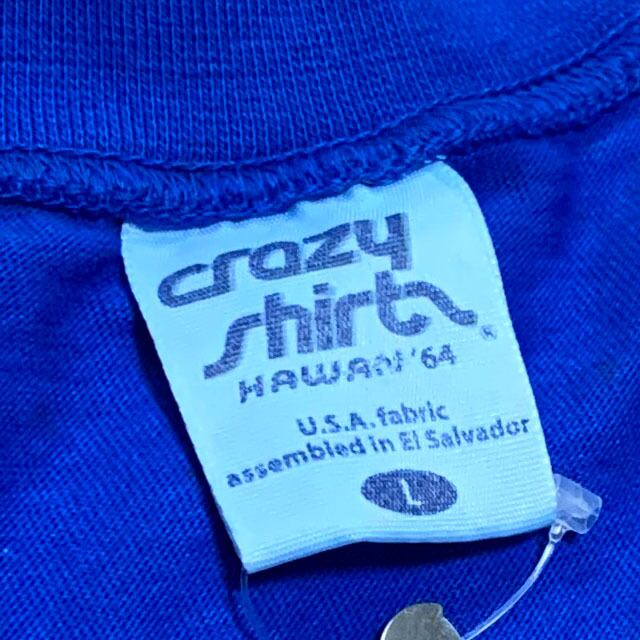 crazy
shirts®
HAWAII '64
U.S.A. fabric
assembled in El Salvador
L